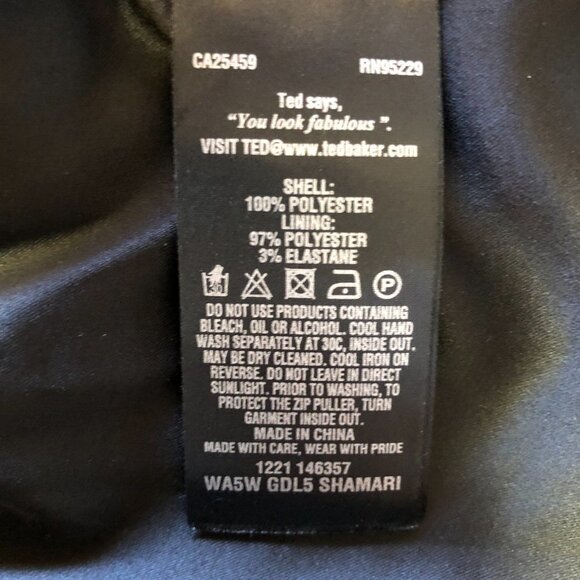 CA25459 RN95229
Ted says,
“You look fabulous ”.
VISIT TED@www.tedbaker.com
SHELL:
100% POLYESTER
LINING:
97% POLYESTER
3% ELASTANE
30 P
DO NOT USE PRODUCTS CONTAINING
BLEACH, OIL OR ALCOHOL. COOL HAND
WASH SEPARATELY AT 30C, INSIDE OUT.
MAY BE DRY CLEANED. COOL IRON ON
REVERSE. DO NOT LEAVE IN DIRECT
SUNLIGHT. PRIOR TO WASHING, TO
PROTECT THE ZIP PULLER, TURN
GARMENT INSIDE OUT.
MADE IN CHINA
MADE WITH CARE, WEAR WITH PRIDE
1221 146357
WA5W GDL5 SHAMARI